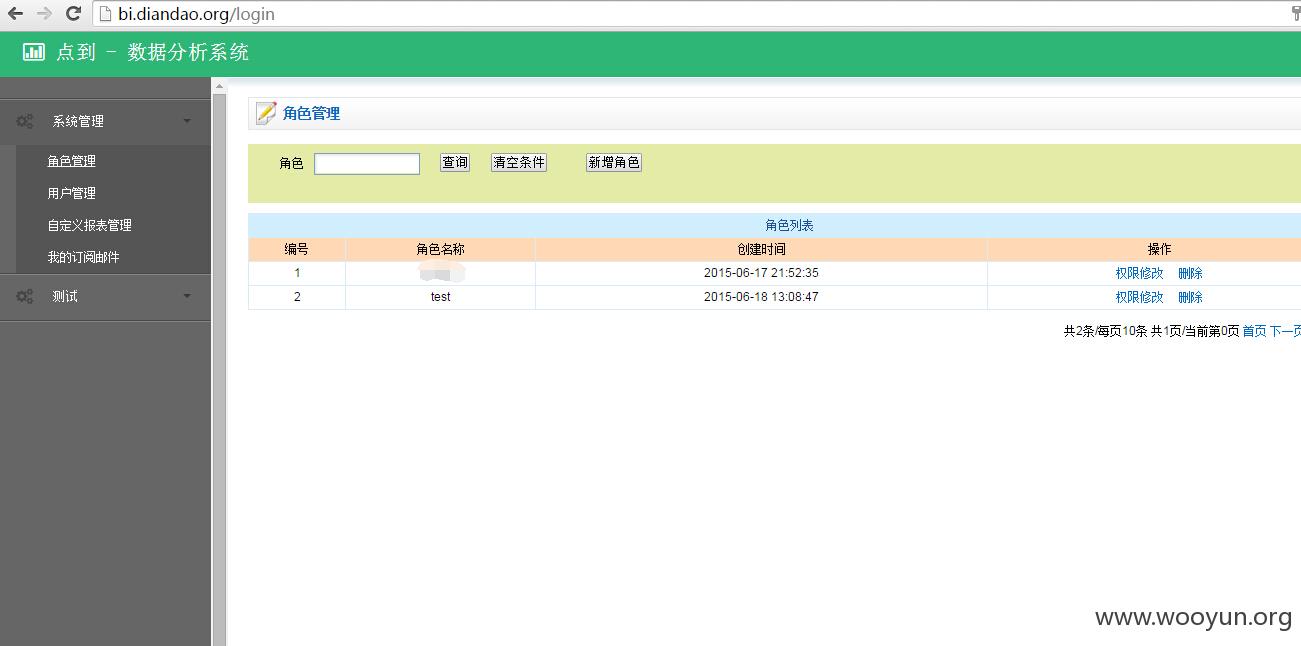 bi.diandao.org/login
点到 - 数据分析系统
系统管理
角色管理
用户管理
自定义报表管理
我的订阅邮件
测试
角色管理
角色 查询 清空条件 新增角色
角色列表
编号 角色名称 创建时间 操作
1 2015-06-17 21:52:35 权限修改 删除
2 test 2015-06-18 13:08:47 权限修改 删除
共2条/每页10条 共1页/当前第0页 首页 下一页
www.wooyun.org